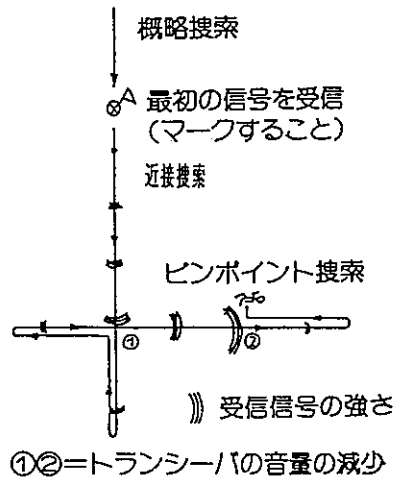 概略捜索
最初の信号を受信
(マークすること)
近接捜索
ピンポイント捜索
①
②
受信信号の強さ
①②=トランシーバの音量の減少